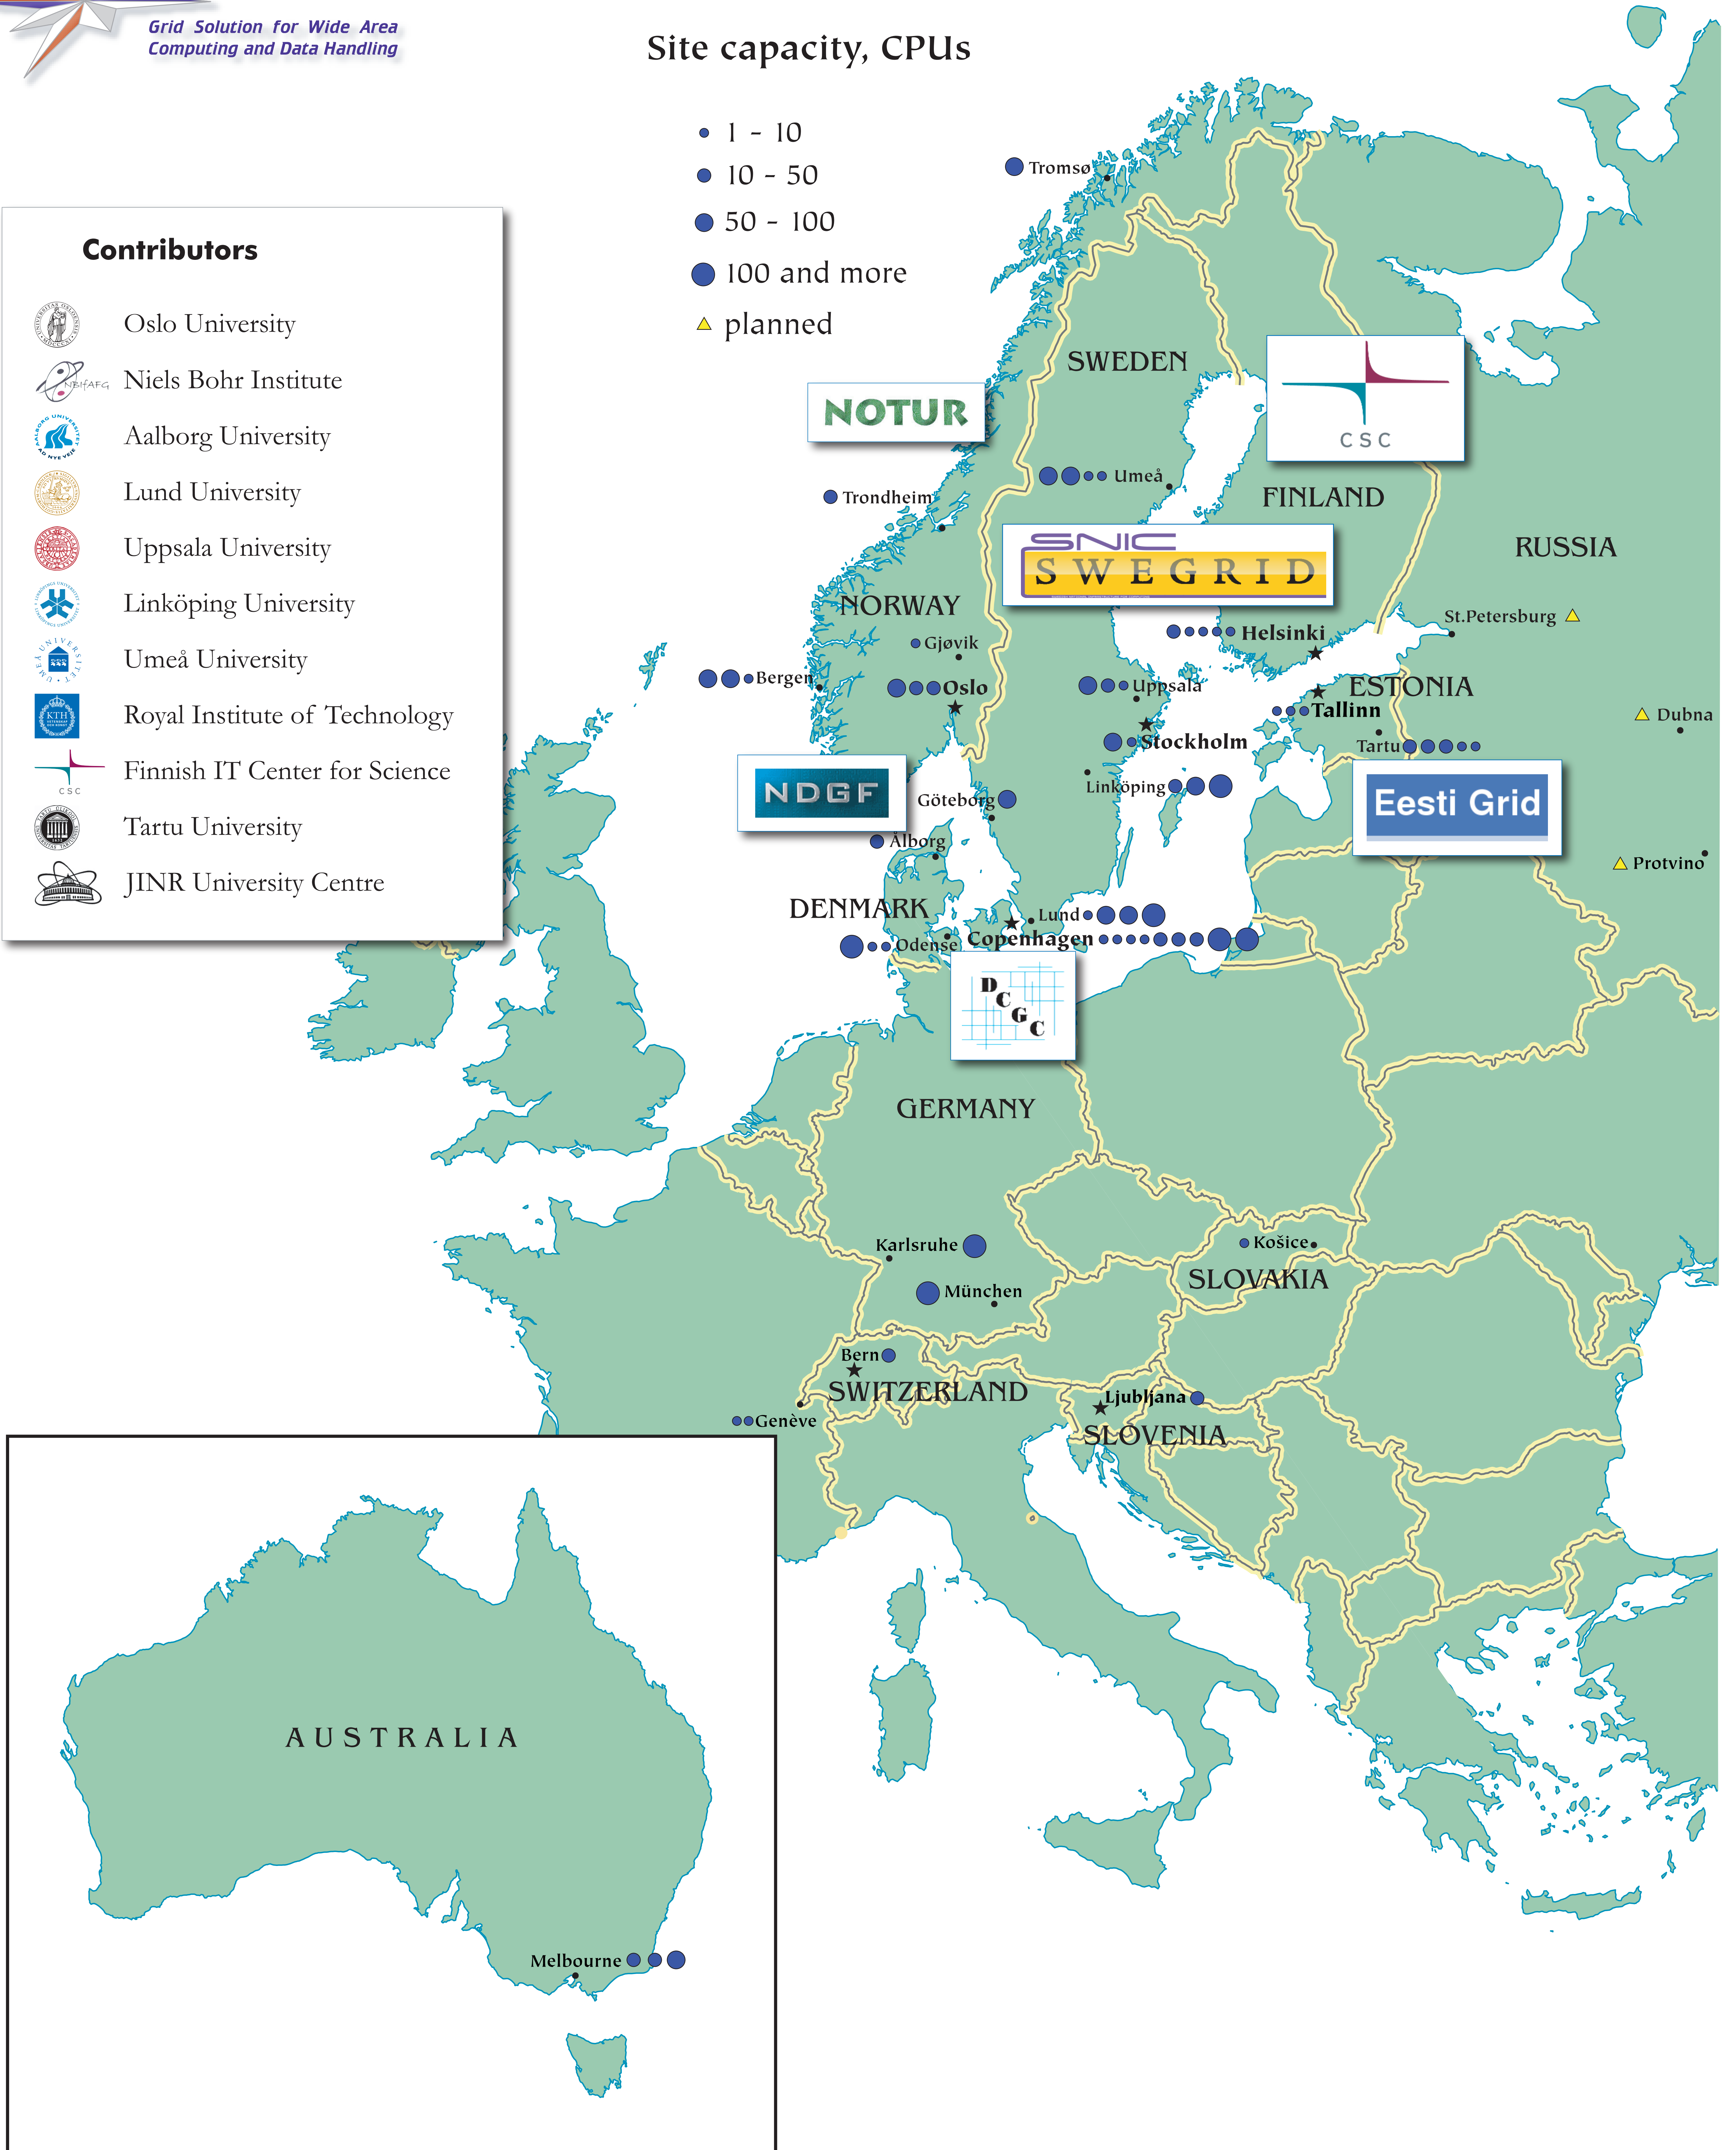 Grid Solution for Wide Area
Computing and Data Handling
Site capacity, CPUs
1 - 10
10 - 50
50 - 100
100 and more
planned
Contributors
Oslo University
Niels Bohr Institute
Aalborg University
Lund University
Uppsala University
Linköping University
Umeå University
KTH
Royal Institute of Technology
CSC
Finnish IT Center for Science
Tartu University
JINR University Centre
Tromsø
SWEDEN
NOTUR
CSC
Umeå
Trondheim
FINLAND
SNIC
SWEGRID
RUSSIA
NORWAY
St.Petersburg
Helsinki
Gjøvik
Bergen
Oslo
Uppsala
ESTONIA
Tallinn
Dubna
Stockholm
Tartu
Linköping
NDGF
Göteborg
Eesti Grid
Ålborg
Protvino
DENMARK
Lund
Odense
Copenhagen
DCGC
GERMANY
Karlsruhe
Košice
SLOVAKIA
München
Bern
SWITZERLAND
Ljubljana
Genève
SLOVENIA
AUSTRALIA
Melbourne